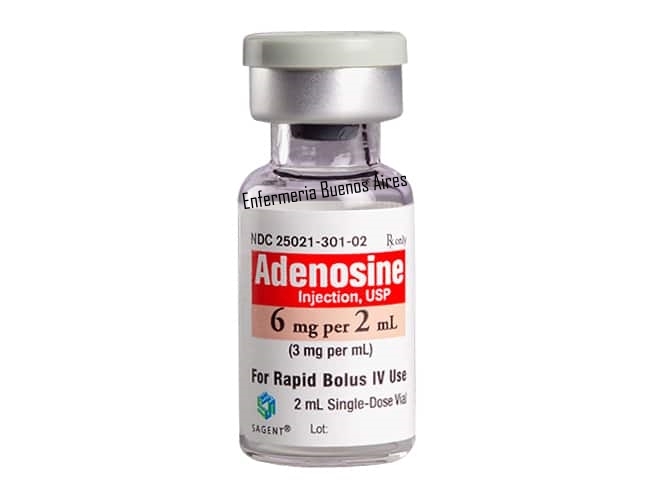 Enfermeria Buenos Aires
NDC 25021-301-02 Rx only
Adenosine
Injection, USP
6 mg per 2 mL
(3 mg per mL)
For Rapid Bolus IV Use
2 mL Single-Dose Vial
SAGENT® Lot: